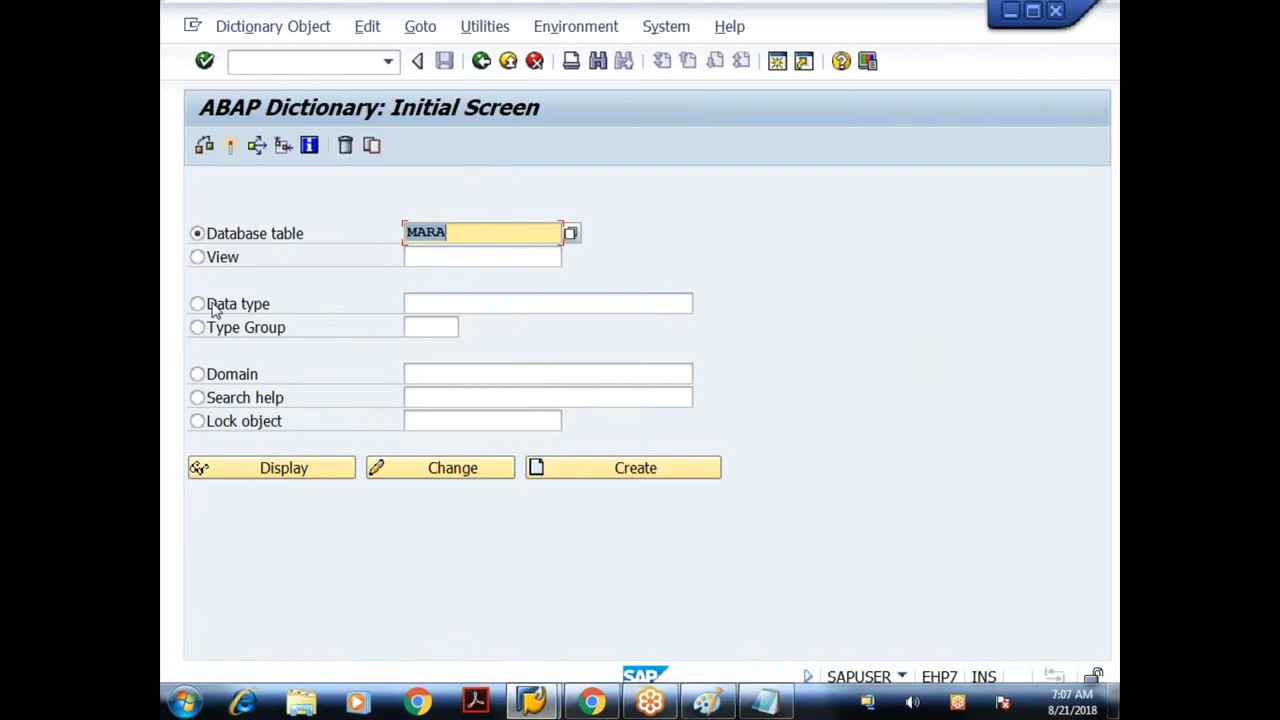 Dictionary Object Edit Goto Utilities Environment System Help
ABAP Dictionary: Initial Screen
Database table MARA
View
Data type
Type Group
Domain
Search help
Lock object
Display Change Create
SAP SAPUSER EHP7 INS
7:07 AM
8/21/2018